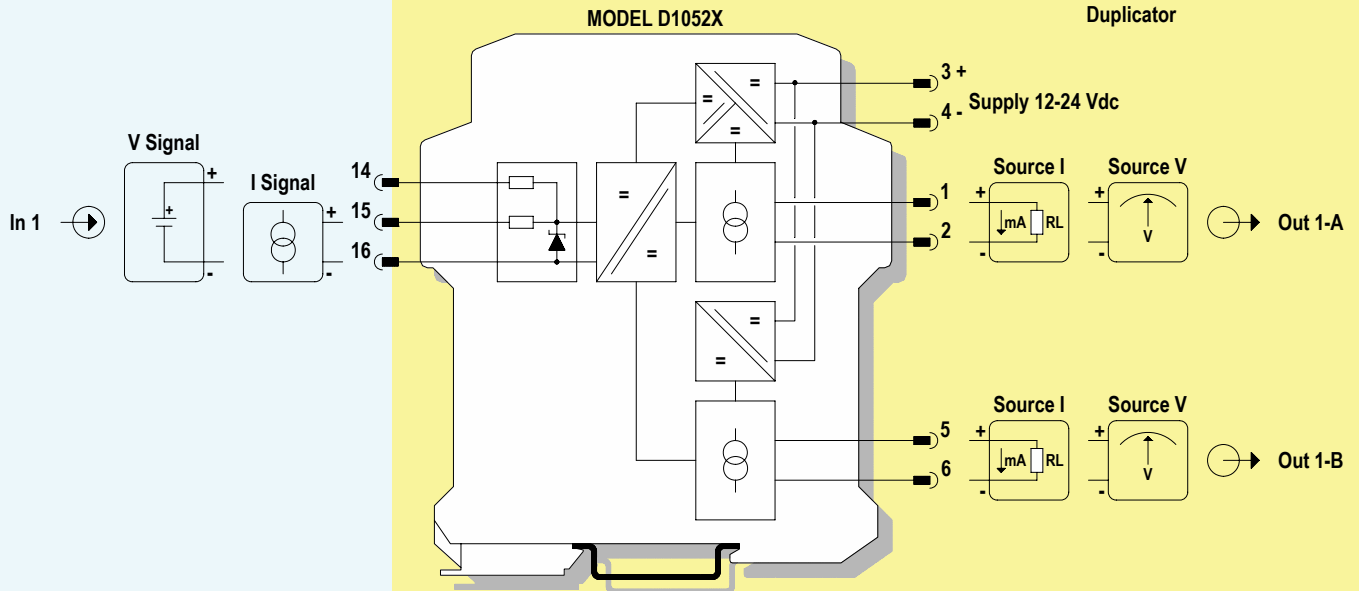 MODEL D1052X
Duplicator
3 +
4 -
Supply 12-24 Vdc
=
=
=
V Signal
+
+
-
I Signal
+
-
In 1
14
15
16
=
=
1
2
Source I
+
mA
RL
-
Source V
+
V
-
Out 1-A
=
=
5
6
Source I
+
mA
RL
-
Source V
+
V
-
Out 1-B